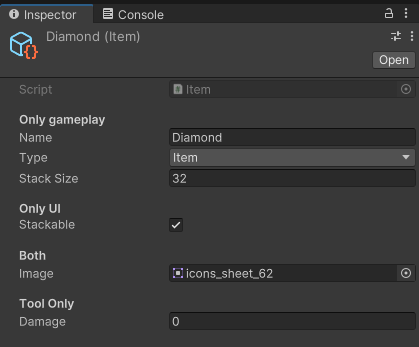 Inspector Console
Diamond (Item)
Open
Script Item
Only gameplay
Name Diamond
Type Item
Stack Size 32
Only UI
Stackable
Both
Image icons_sheet_62
Tool Only
Damage 0